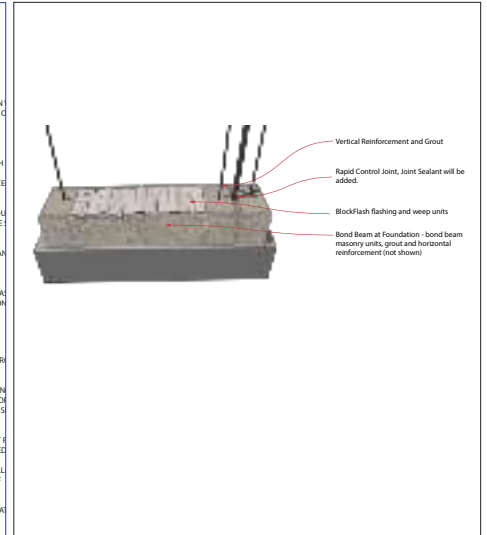 Vertical Reinforcement and Grout
Rapid Control Joint, Joint Sealant will be
added.
BlockFlash flashing and weep units
Bond Beam at Foundation - bond beam
masonry units, grout and horizontal
reinforcement (not shown)